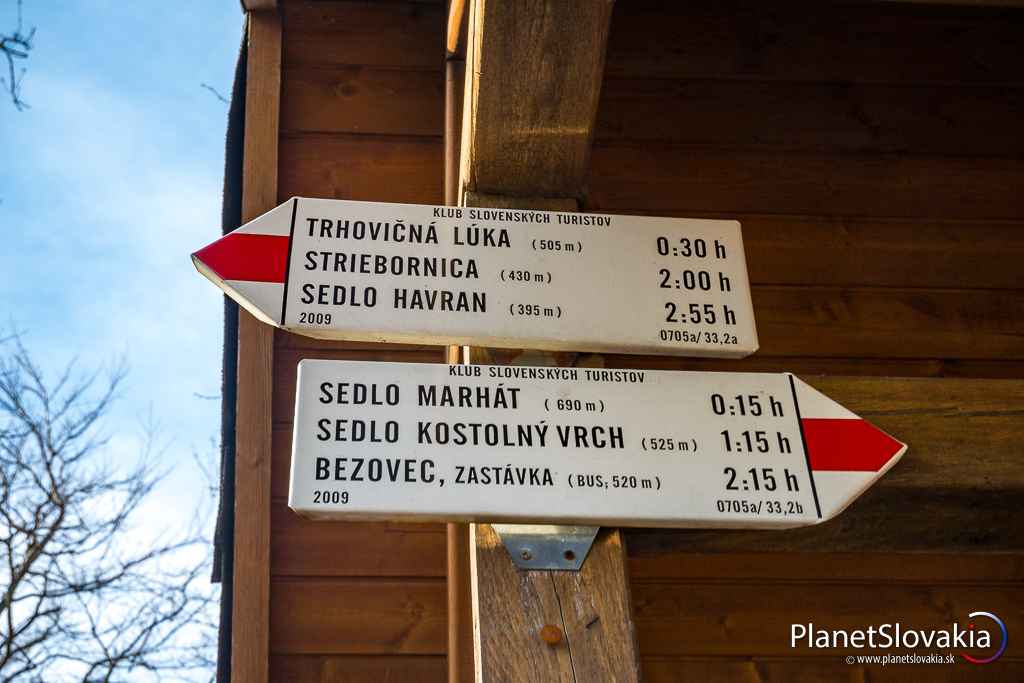 KLUB SLOVENSKÝCH TURISTOV
TRHOVIČNÁ LÚKA (505 m) 0:30 h
STRIEBORNICA (430 m) 2:00 h
SEDLO HAVRAN (395 m) 2:55 h
2009 0705a/33,2a
KLUB SLOVENSKÝCH TURISTOV
SEDLO MARHÁT (690 m) 0:15 h
SEDLO KOSTOLNÝ VRCH (525 m) 1:15 h
BEZOVEC, ZASTÁVKA (BUS; 520 m) 2:15 h
2009 0705a/33,2b
PlanetSlovakia
© www.planetslovakia.sk